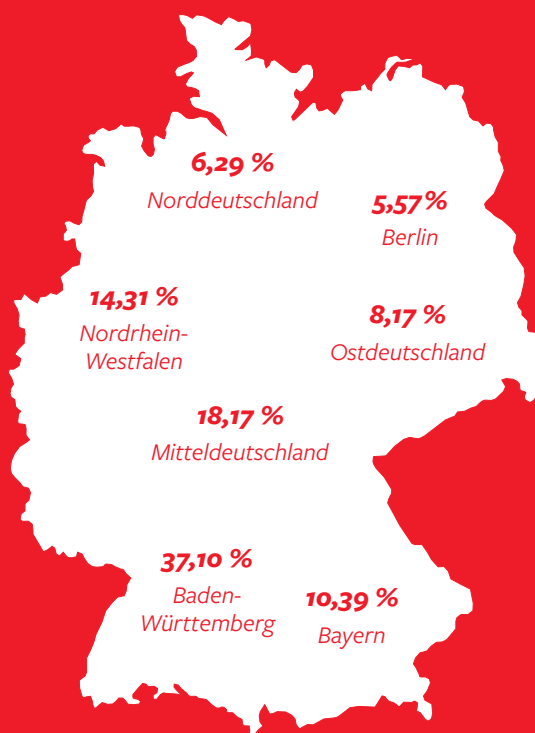 6,29 %
Norddeutschland
5,57 %
Berlin
14,31 %
Nordrhein-
Westfalen
8,17 %
Ostdeutschland
18,17 %
Mitteldeutschland
37,10 %
Baden-
Württemberg
10,39 %
Bayern